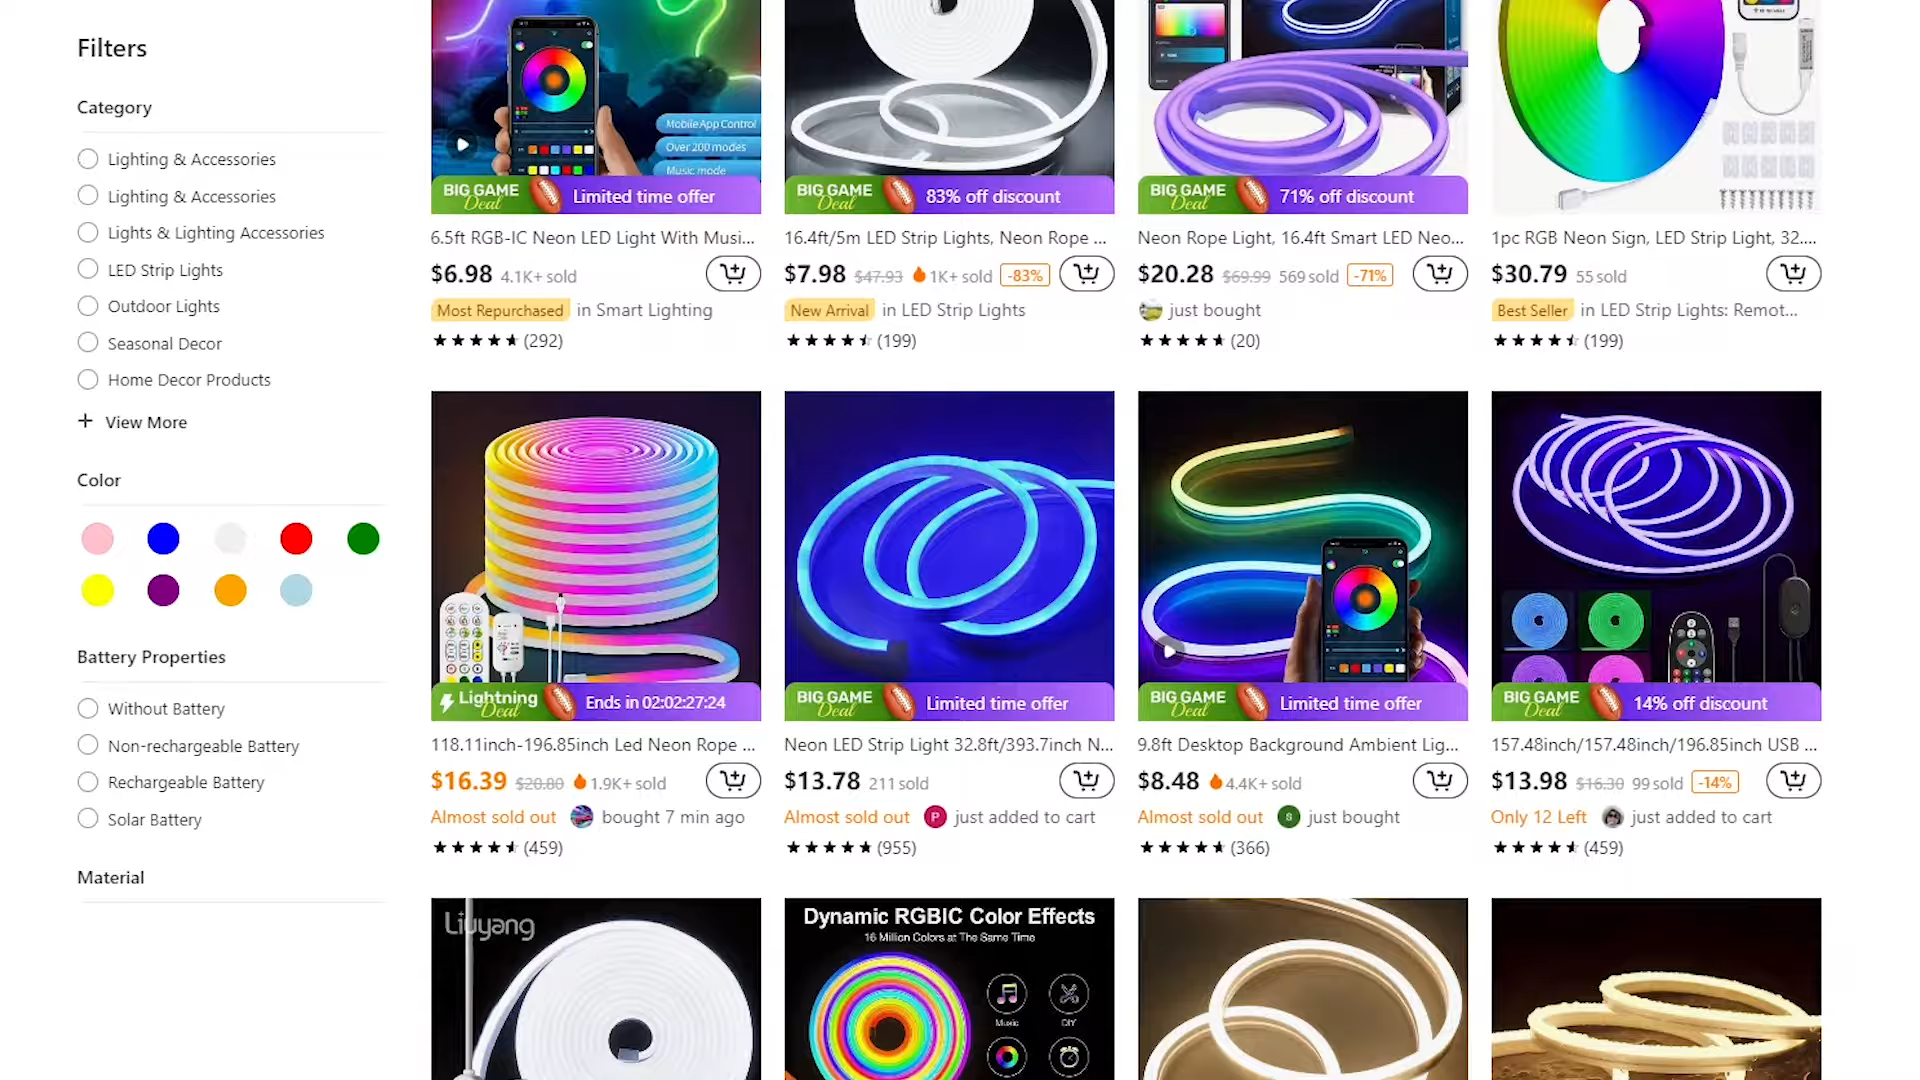 Filters
Category
Lighting & Accessories
Lighting & Accessories
Lights & Lighting Accessories
LED Strip Lights
Outdoor Lights
Seasonal Decor
Home Decor Products
+ View More
Color
Battery Properties
Without Battery
Non-rechargeable Battery
Rechargeable Battery
Solar Battery
Material
Mobile App Control
Over 200 modes
Music mode
BIG GAME Deal Limited time offer
6.5ft RGB-IC Neon LED Light With Musi...
$6.98 4.1K+ sold
Most Repurchased in Smart Lighting
(292)
BIG GAME Deal 83% off discount
16.4ft/5m LED Strip Lights, Neon Rope ...
$7.98 $47.93 1K+ sold -83%
New Arrival in LED Strip Lights
(199)
BIG GAME Deal 71% off discount
Neon Rope Light, 16.4ft Smart LED Neo...
$20.28 $69.99 569 sold -71%
just bought
(20)
1pc RGB Neon Sign, LED Strip Light, 32....
$30.79 55 sold
Best Seller in LED Strip Lights: Remot...
(199)
Lightning Deal Ends in 02:02:27:24
118.11inch-196.85inch Led Neon Rope ...
$16.39 $20.80 1.9K+ sold
Almost sold out bought 7 min ago
(459)
BIG GAME Deal Limited time offer
Neon LED Strip Light 32.8ft/393.7inch N...
$13.78 211 sold
Almost sold out P just added to cart
(955)
BIG GAME Deal Limited time offer
9.8ft Desktop Background Ambient Lig...
$8.48 4.4K+ sold
Almost sold out s just bought
(366)
BIG GAME Deal 14% off discount
157.48inch/157.48inch/196.85inch USB ...
$13.98 $16.30 99 sold -14%
Only 12 Left just added to cart
(459)
Liuyang
Dynamic RGBIC Color Effects
16 Million Colors at The Same Time
Music
DIY